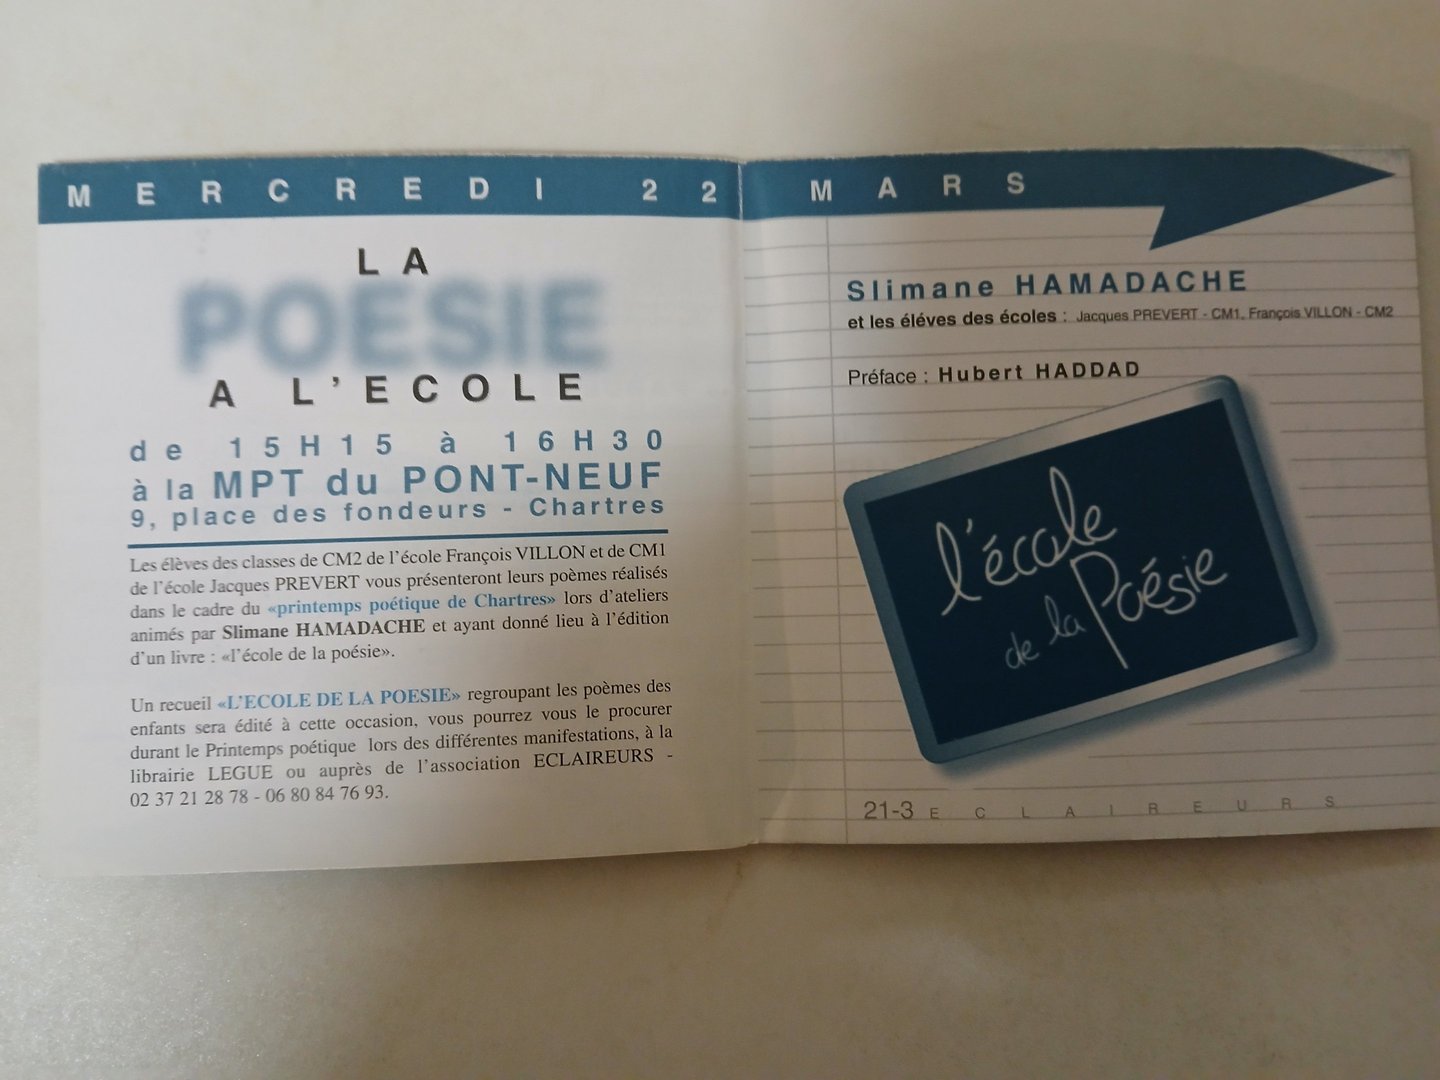 MERCREDI 22 MARS
LA
POESIE
A L'ECOLE
de 15H15 à 16H30
à la MPT du PONT-NEUF
9, place des fondeurs - Chartres
Les élèves des classes de CM2 de l'école François VILLON et de CM1
de l'école Jacques PREVERT vous présenteront leurs poèmes réalisés
dans le cadre du «printemps poétique de Chartres» lors d'ateliers
animés par Slimane HAMADACHE et ayant donné lieu à l'édition
d'un livre : «l'école de la poésie».
Un recueil «L'ECOLE DE LA POESIE» regroupant les poèmes des
enfants sera édité à cette occasion, vous pourrez vous le procurer
durant le Printemps poétique lors des différentes manifestations, à la
librairie LEGUE ou auprès de l'association ECLAIREURS -
02 37 21 28 78 - 06 80 84 76 93.
Slimane HAMADACHE
et les éléves des écoles : Jacques PREVERT - CM1, François VILLON - CM2
Préface : Hubert HADDAD
l'école
de la Poésie
21-3 ECLAIREURS